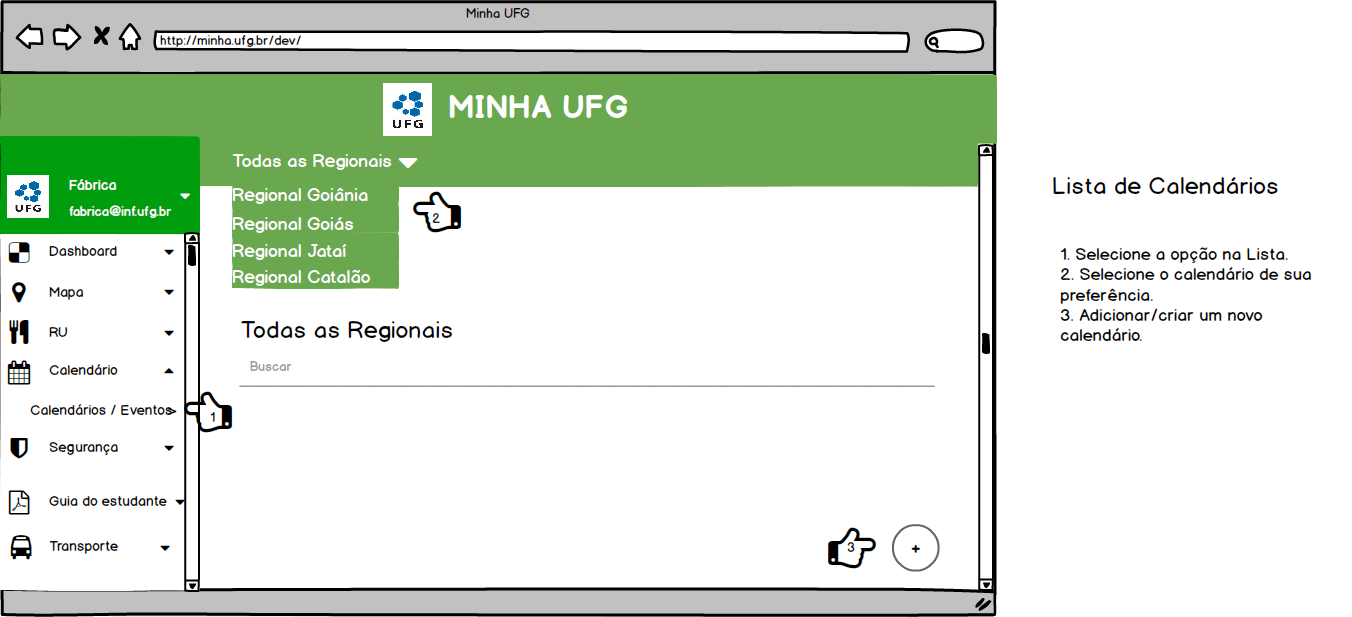 Minha UFG
http://minha.ufg.br/dev/
UFG
MINHA UFG
Todas as Regionais
Regional Goiânia
Regional Goiás
Regional Jataí
Regional Catalão
2
UFG
Fábrica
fabrica@inf.ufg.br
Dashboard
Mapa
RU
Calendário
Calendários / Eventos>
1
Segurança
Guia do estudante
Transporte
Todas as Regionais
Buscar
3
+
Lista de Calendários
1. Selecione a opção na Lista.
2. Selecione o calendário de sua
preferência.
3. Adicionar/criar um novo
calendário.